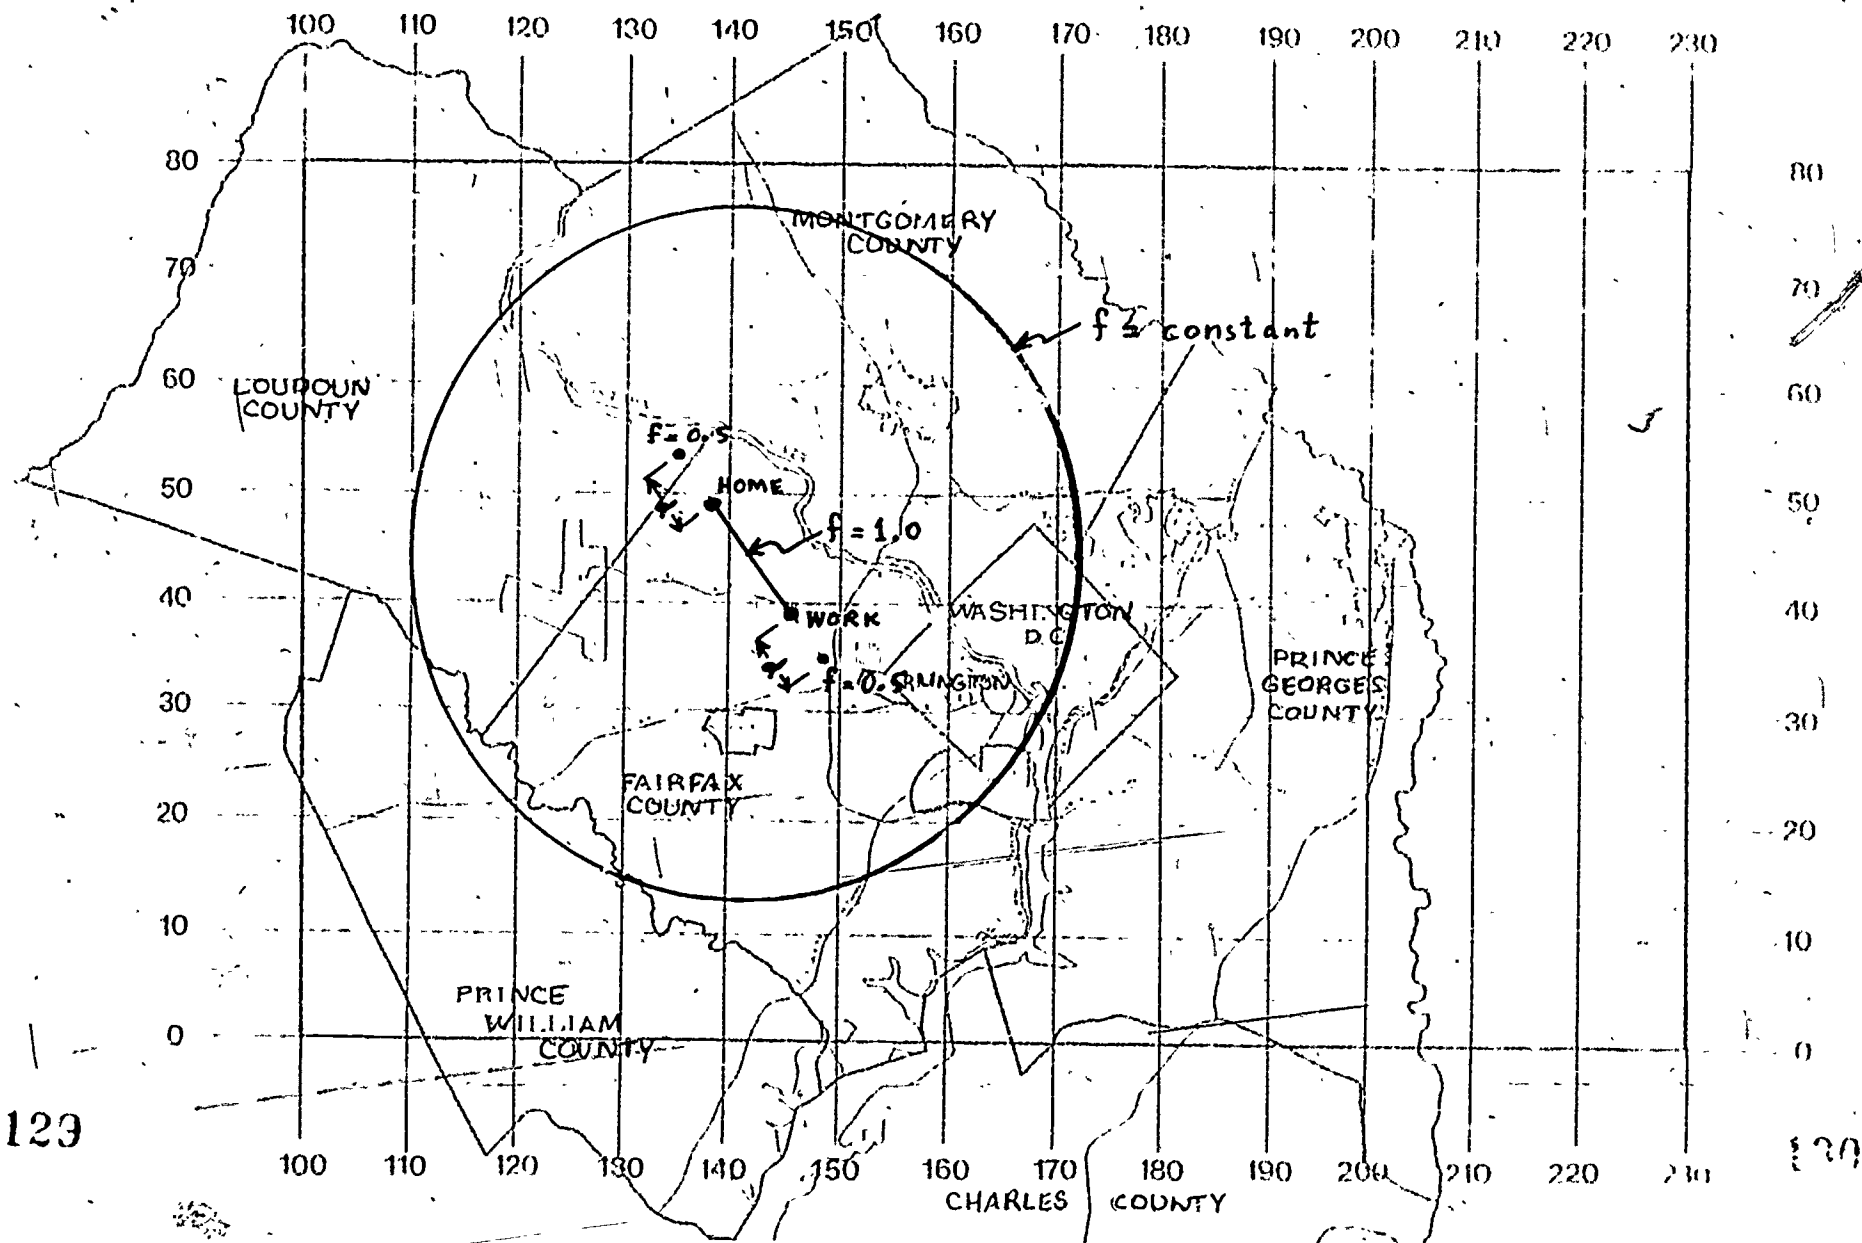 100 110 120 130 140 150 160 170 180 190 200 210 220 230
80 80
MONTGOMERY
COUNTY
70 70
f = constant
60 60
LOUDOUN
COUNTY
f = 0.5
50 HOME 50
f = 1.0
40 40
WORK
WASHINGTON
D C
PRINCE
GEORGES
COUNTY
f = 0.5
30 30
FAIRFAX
COUNTY
20 20
10 10
PRINCE
WILLIAM
COUNTY
0 0
129
100 110 120 130 140 150 160 170 180 190 200 210 220
CHARLES COUNTY